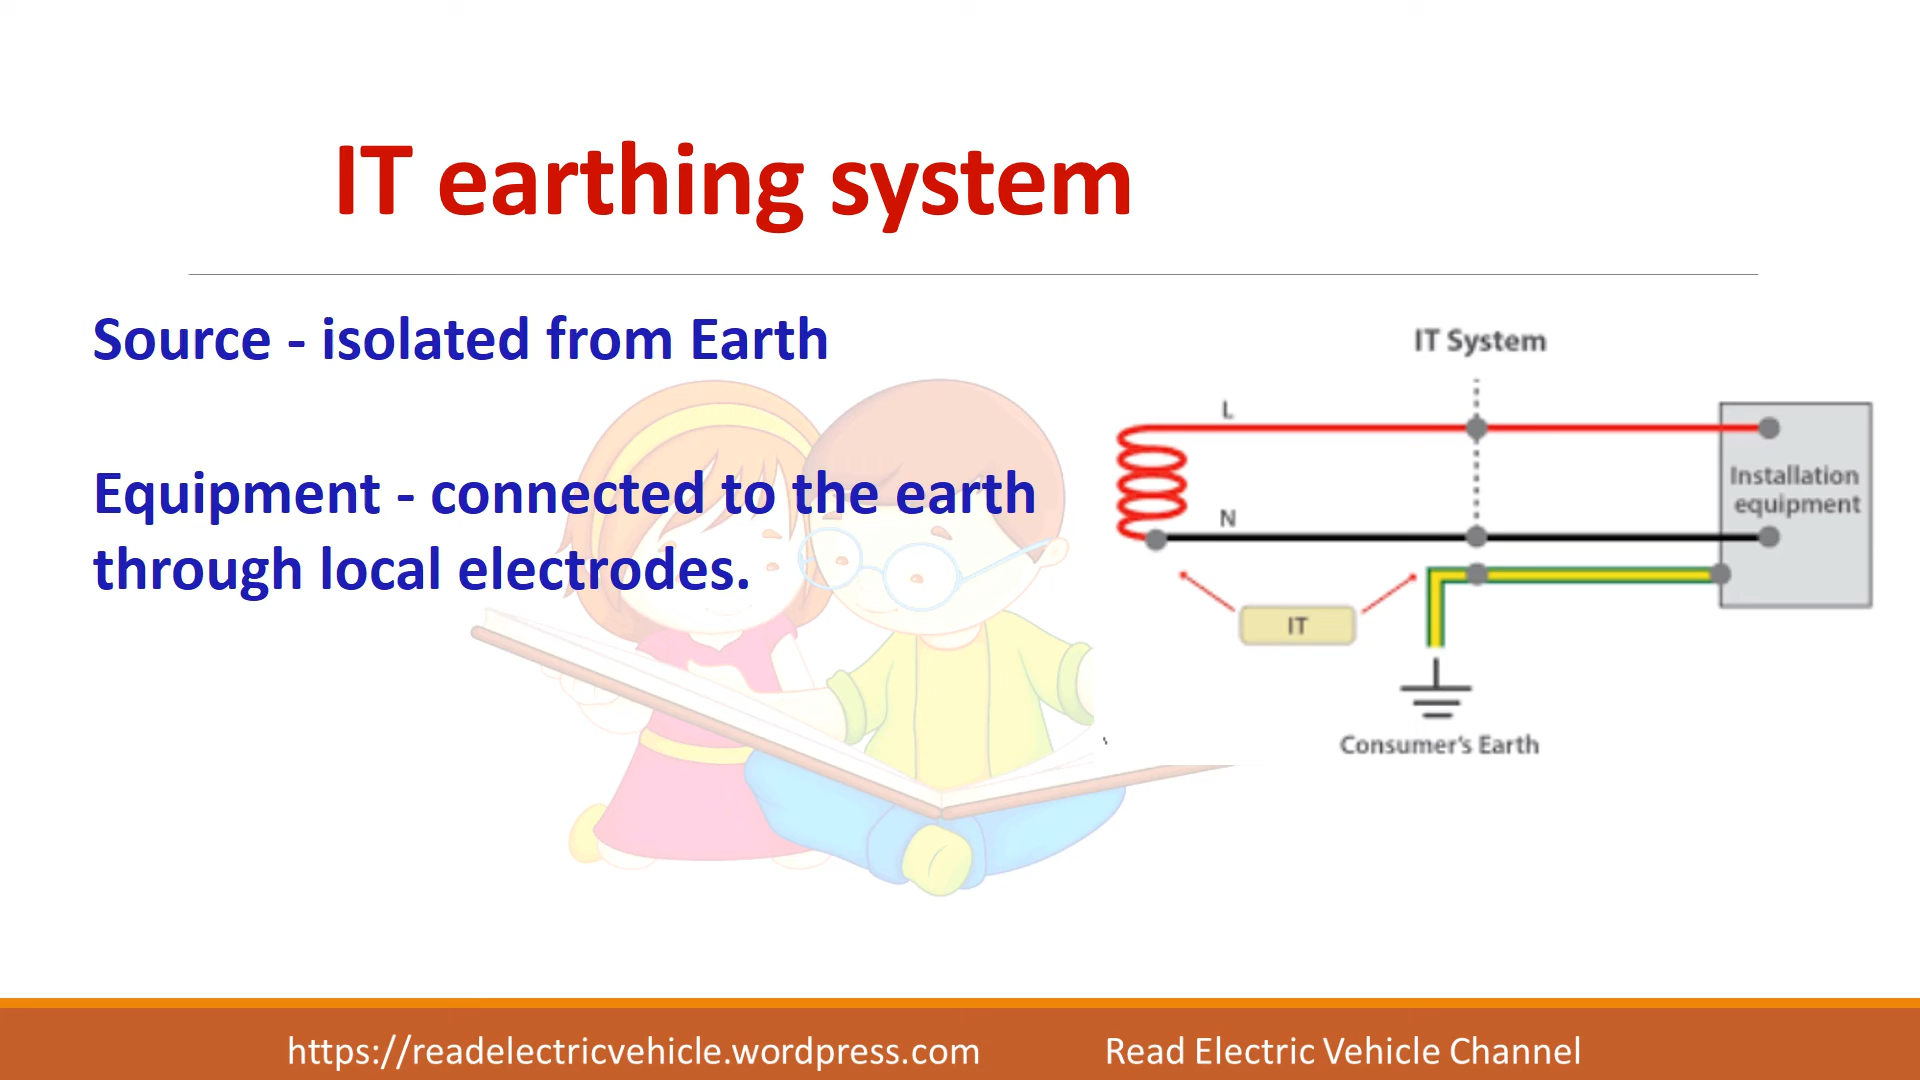 IT earthing system
Source - isolated from Earth
Equipment - connected to the earth
through local electrodes.
IT System
L
N
Installation
equipment
IT
Consumer's Earth
https://readelectricvehicle.wordpress.com
Read Electric Vehicle Channel